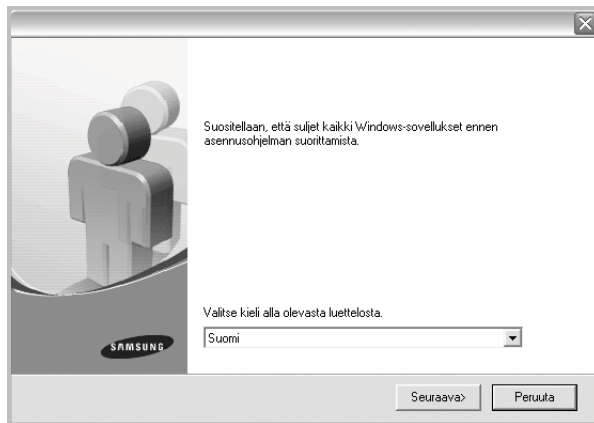 Suositellaan, että suljet kaikki Windows-sovellukset ennen
asennusohjelman suorittamista.
Valitse kieli alla olevasta luettelosta.
Suomi
SAMSUNG
Seuraava>
Peruuta